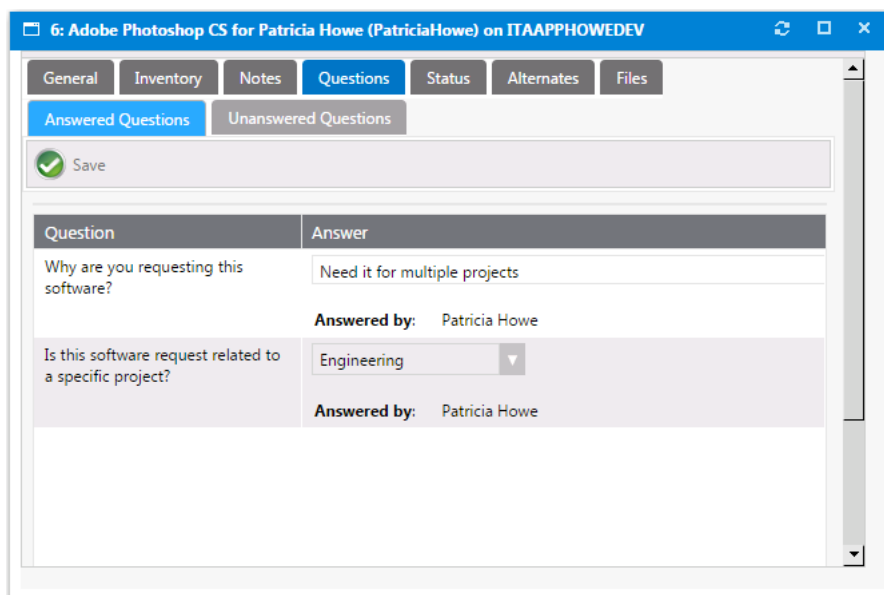 6: Adobe Photoshop CS for Patricia Howe (PatriciaHowe) on ITAAPPHOWEDEV
General Inventory Notes Questions Status Alternates Files
Answered Questions Unanswered Questions
Save
Question Answer
Why are you requesting this
software?
Need it for multiple projects
Answered by: Patricia Howe
Is this software request related to
a specific project?
Engineering
Answered by: Patricia Howe